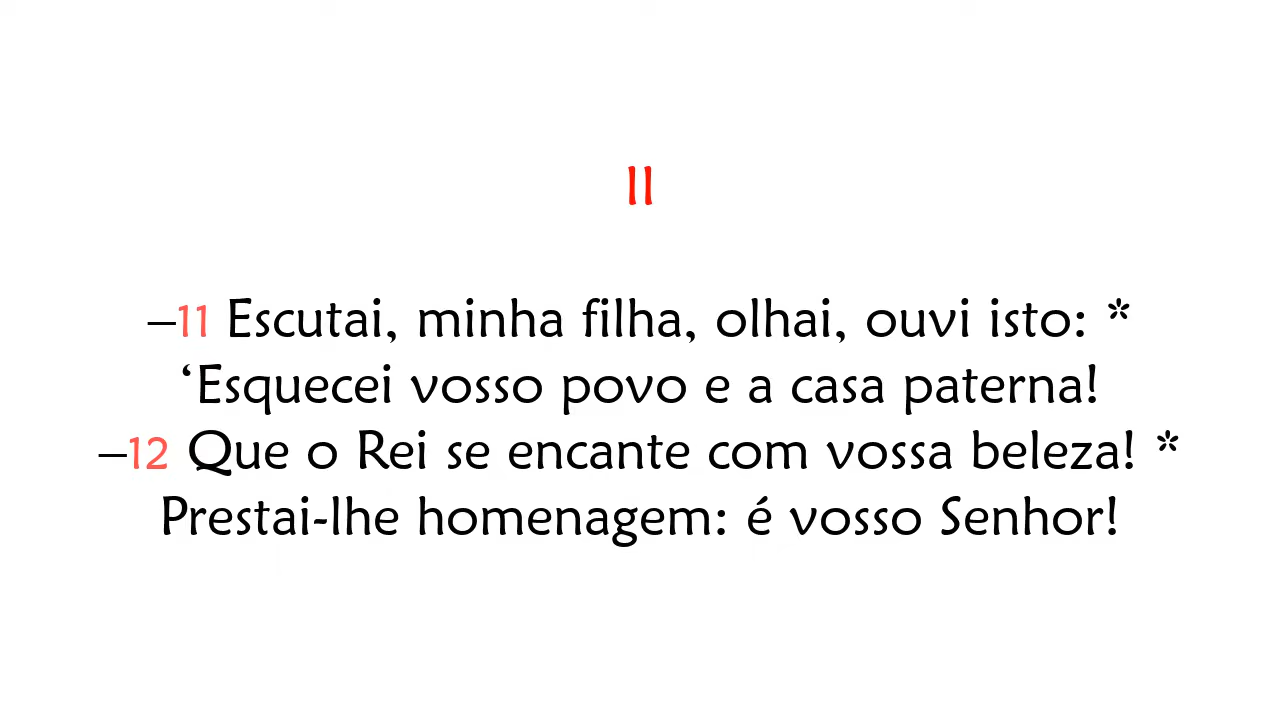 II
–11 Escutai, minha filha, olhai, ouvi isto: *
‘Esquecei vosso povo e a casa paterna!
–12 Que o Rei se encante com vossa beleza! *
Prestai-lhe homenagem: é vosso Senhor!